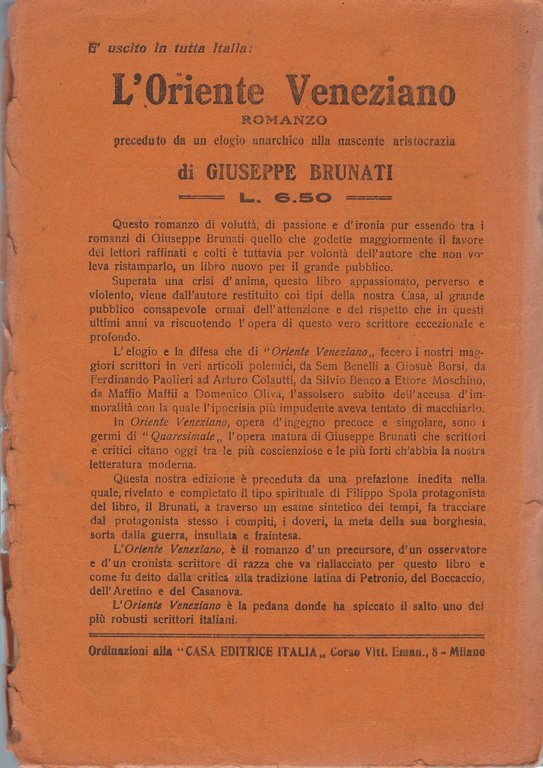 E' uscito in tutta Italia:
L'Oriente Veneziano
ROMANZO
preceduto da un elogio anarchico alla nascente aristocrazia
di GIUSEPPE BRUNATI
L. 6.50
Questo romanzo di voluttà, di passione e d'ironia pur essendo tra i
romanzi di Giuseppe Brunati quello che godette maggiormente il favore
dei lettori raffinati e colti è tuttavia per volontà dell'autore che non vo-
leva ristamparlo, un libro nuovo per il grande pubblico.
Superata una crisi d'anima, questo libro appassionato, perverso e
violento, viene dall'autore restituito coi tipi della nostra Casa, al grande
pubblico consapevole ormai dell'attenzione e del rispetto che in questi
ultimi anni va riscuotendo l'opera di questo vero scrittore eccezionale e
profondo.
L'elogio e la difesa che di "Oriente Veneziano„ fecero i nostri mag-
giori scrittori in veri articoli polemici, da Sem Benelli a Giosuè Borsi, da
Ferdinando Paolieri ad Arturo Colautti, da Silvio Benco a Ettore Moschino,
da Maffio Maffii a Domenico Oliva, l'assolsero subito dell'accusa d'im-
moralità con la quale l'ipocrisia più impudente aveva tentato di macchiarlo.
In Oriente Veneziano, opera d'ingegno precoce e singolare, sono i
germi di "Quaresimale„ l'opera matura di Giuseppe Brunati che scrittori
e critici citano oggi tra le più coscienziose e le più forti ch'abbia la nostra
letteratura moderna.
Questa nostra edizione è preceduta da una prefazione inedita nella
quale, rivelato e completato il tipo spirituale di Filippo Spola protagonista
del libro, il Brunati, a traverso un esame sintetico dei tempi, fa tracciare
dal protagonista stesso i compiti, i doveri, la meta della sua borghesia,
sorta dalla guerra, insultata e fraintesa.
L'Oriente Veneziano, è il romanzo d'un precursore, d'un osservatore
e d'un cronista scrittore di razza che va riallacciato per questo libro e
come fu detto dalla critica alla tradizione latina di Petronio, del Boccaccio,
dell'Aretino e del Casanova.
L'Oriente Veneziano è la pedana donde ha spiccato il salto uno dei
più robusti scrittori italiani.
Ordinazioni alla "CASA EDITRICE ITALIA„ Corso Vitt. Eman., 8 - Milano